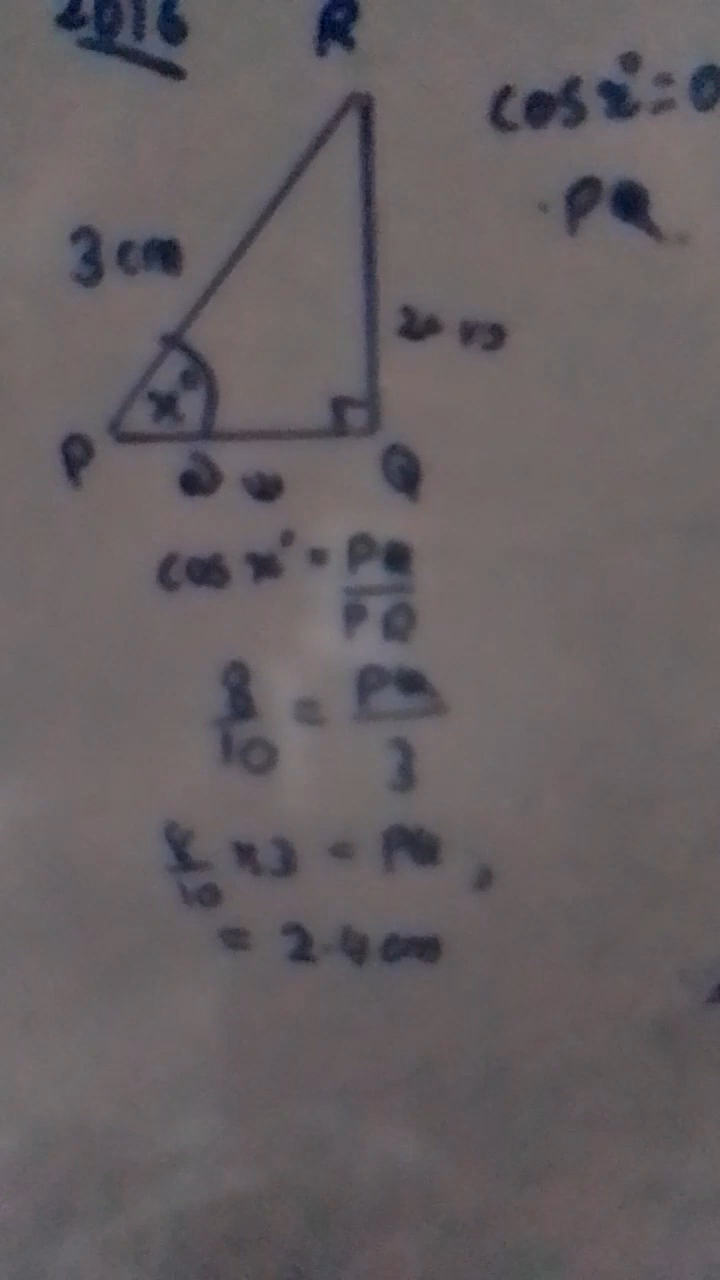 2016
R
cos x° = 0
PQ
3 cm
x°
P
Q
cos x° = PQ
8/10 = PQ/3
8/10 x 3 = PQ,
= 2.4 cm